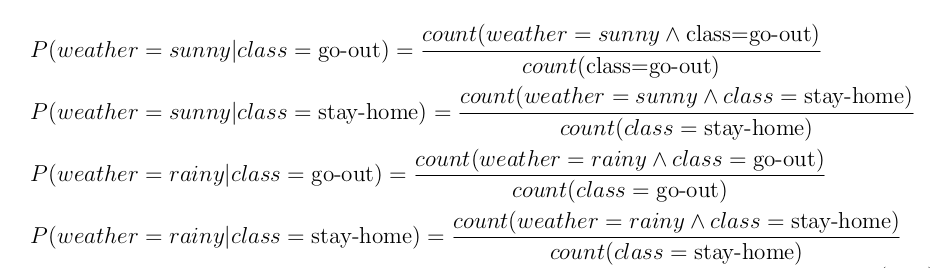 P(weather = sunny|class = go-out) = count(weather = sunny ∧ class=go-out) / count(class=go-out)
P(weather = sunny|class = stay-home) = count(weather = sunny ∧ class = stay-home) / count(class = stay-home)
P(weather = rainy|class = go-out) = count(weather = rainy ∧ class = go-out) / count(class = go-out)
P(weather = rainy|class = stay-home) = count(weather = rainy ∧ class = stay-home) / count(class = stay-home)